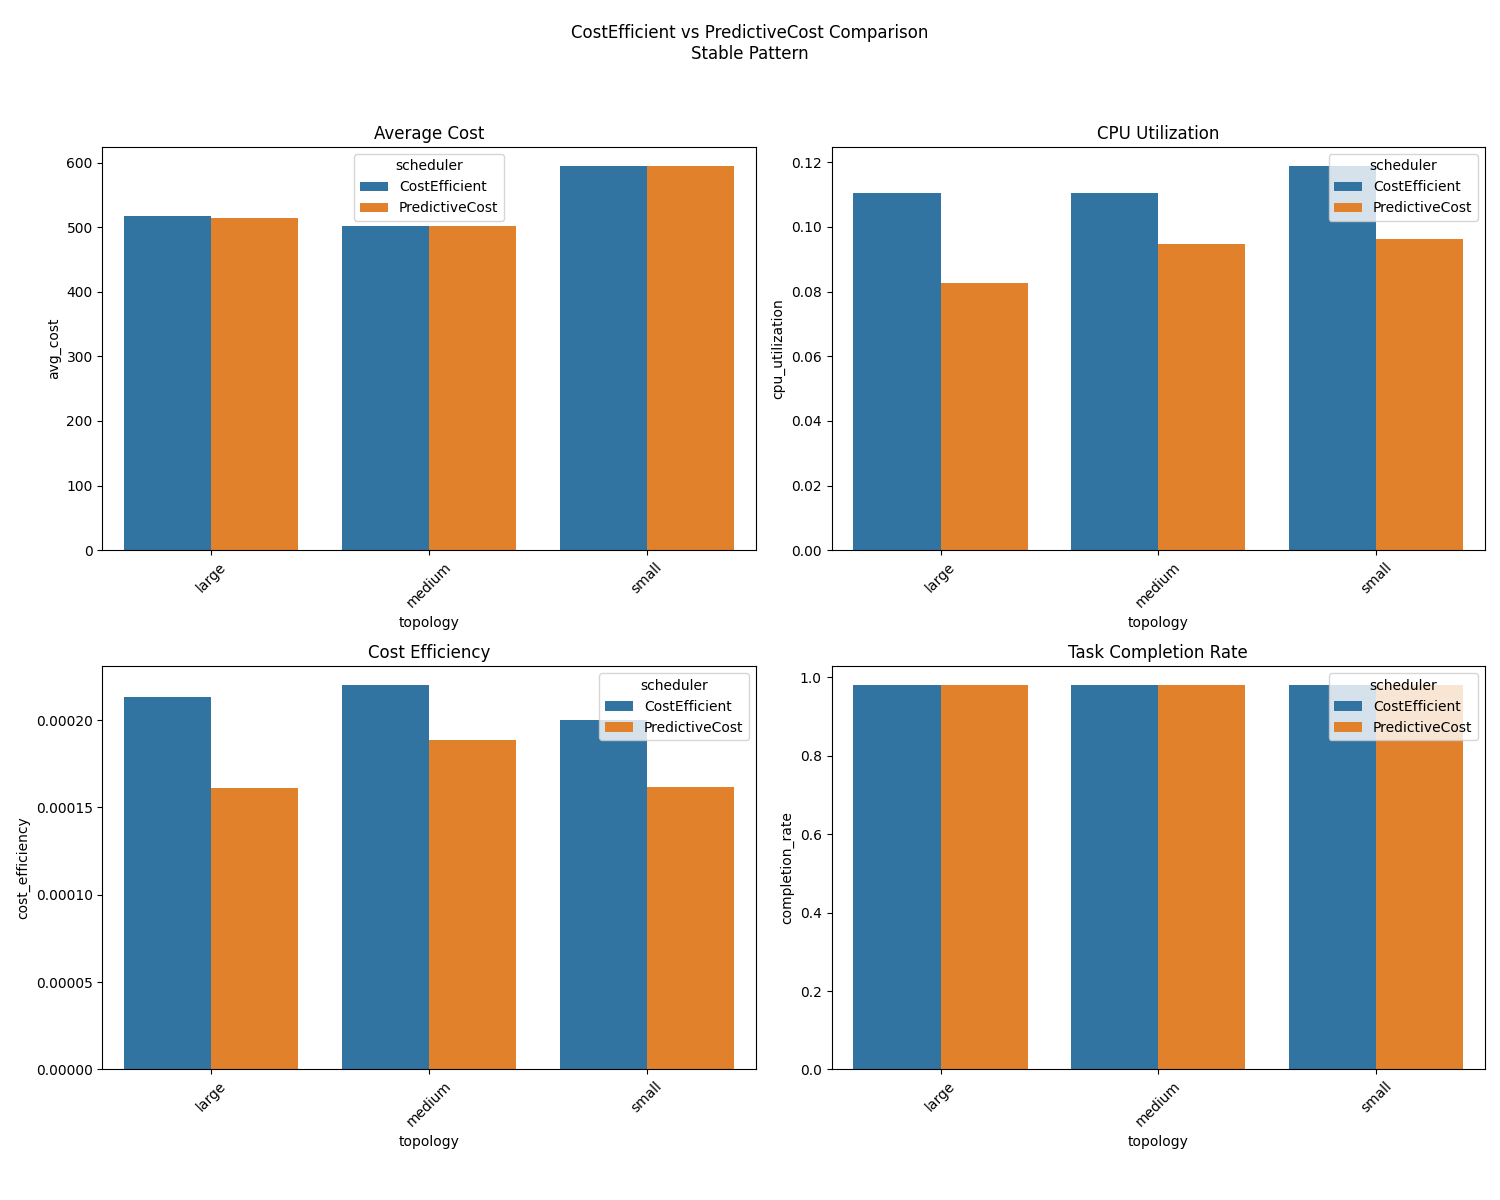 CostEfficient vs PredictiveCost Comparison
Stable Pattern
Average Cost
avg_cost
600
500
400
300
200
100
0
scheduler
CostEfficient
PredictiveCost
large
medium
small
topology
CPU Utilization
cpu_utilization
0.12
0.10
0.08
0.06
0.04
0.02
0.00
scheduler
CostEfficient
PredictiveCost
large
medium
small
topology
Cost Efficiency
cost_efficiency
0.00020
0.00015
0.00010
0.00005
0.00000
scheduler
CostEfficient
PredictiveCost
large
medium
small
topology
Task Completion Rate
completion_rate
1.0
0.8
0.6
0.4
0.2
0.0
scheduler
CostEfficient
PredictiveCost
large
medium
small
topology